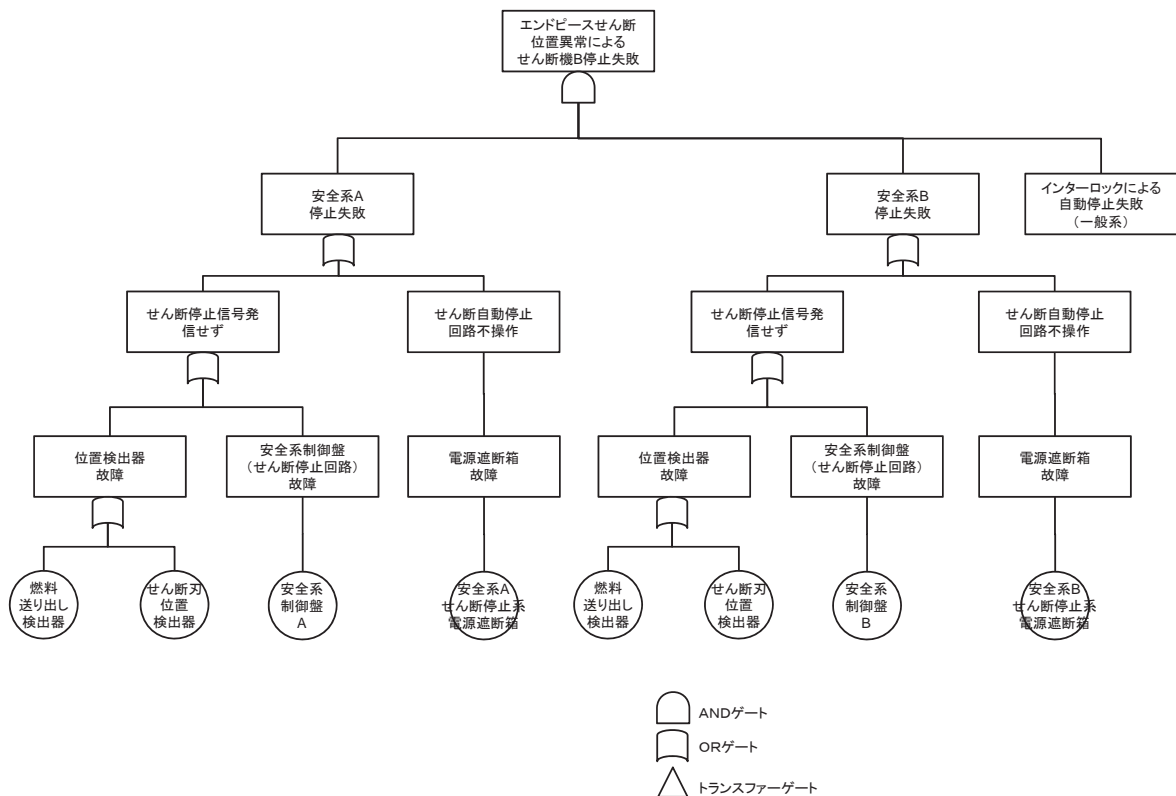 エンドピースせん断
位置異常による
せん断機B停止失敗
安全系A
停止失敗
安全系B
停止失敗
インターロックによる
自動停止失敗
(一般系)
せん断停止信号発
信せず
せん断自動停止
回路不操作
せん断停止信号発
信せず
せん断自動停止
回路不操作
位置検出器
故障
安全系制御盤
(せん断停止回路)
故障
電源遮断箱
故障
位置検出器
故障
安全系制御盤
(せん断停止回路)
故障
電源遮断箱
故障
燃料
送り出し
検出器
せん断刃
位置
検出器
安全系
制御盤
A
安全系A
せん断停止系
電源遮断箱
燃料
送り出し
検出器
せん断刃
位置
検出器
安全系
制御盤
B
安全系B
せん断停止系
電源遮断箱
ANDゲート
ORゲート
トランスファーゲート